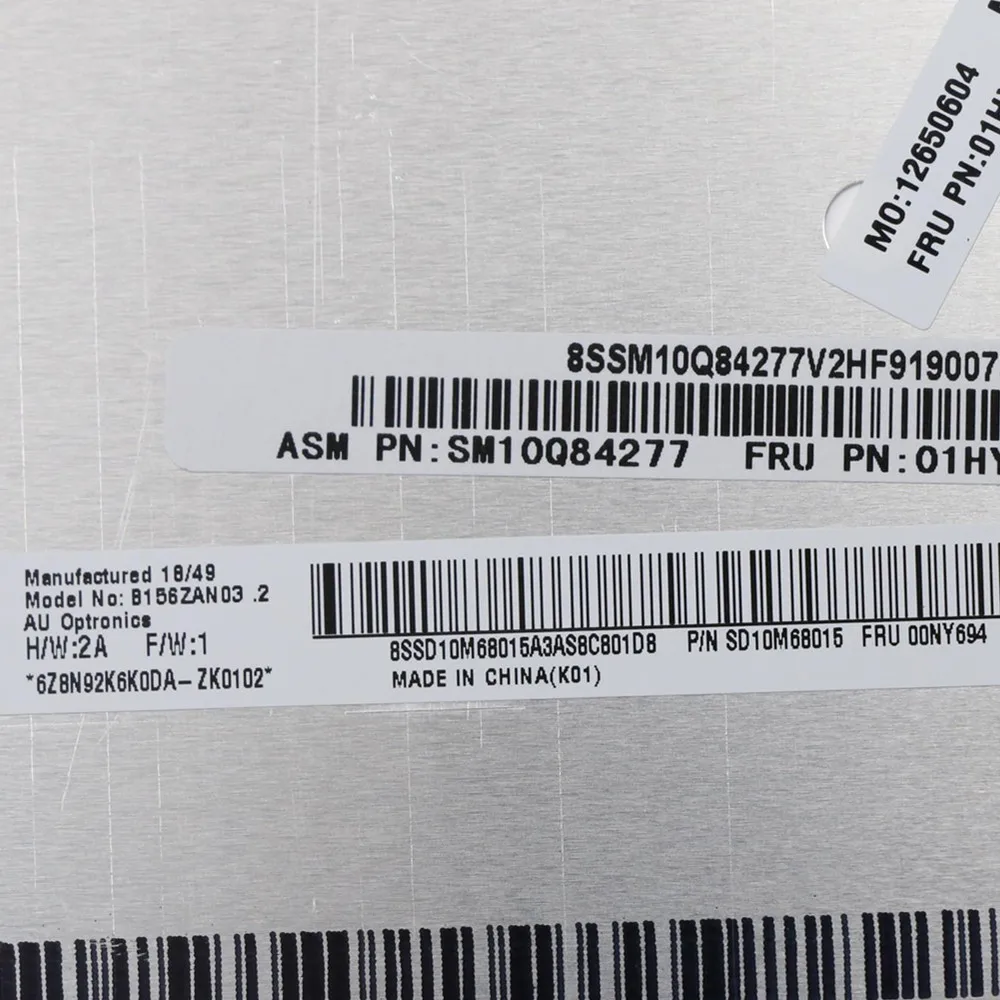 MO:12650604
FRU PN:01H
8SSM10Q84277V2HF919007
ASM PN:SM10Q84277 FRU PN:01HY
Manufactured 18/49
Model No: B156ZAN03 .2
AU Optronics
H/W:2A F/W:1
*6Z8N92K6K0DA-ZK0102*
8SSD10M68015A3AS8C801D8 P/N SD10M68015 FRU 00NY694
MADE IN CHINA(K01)